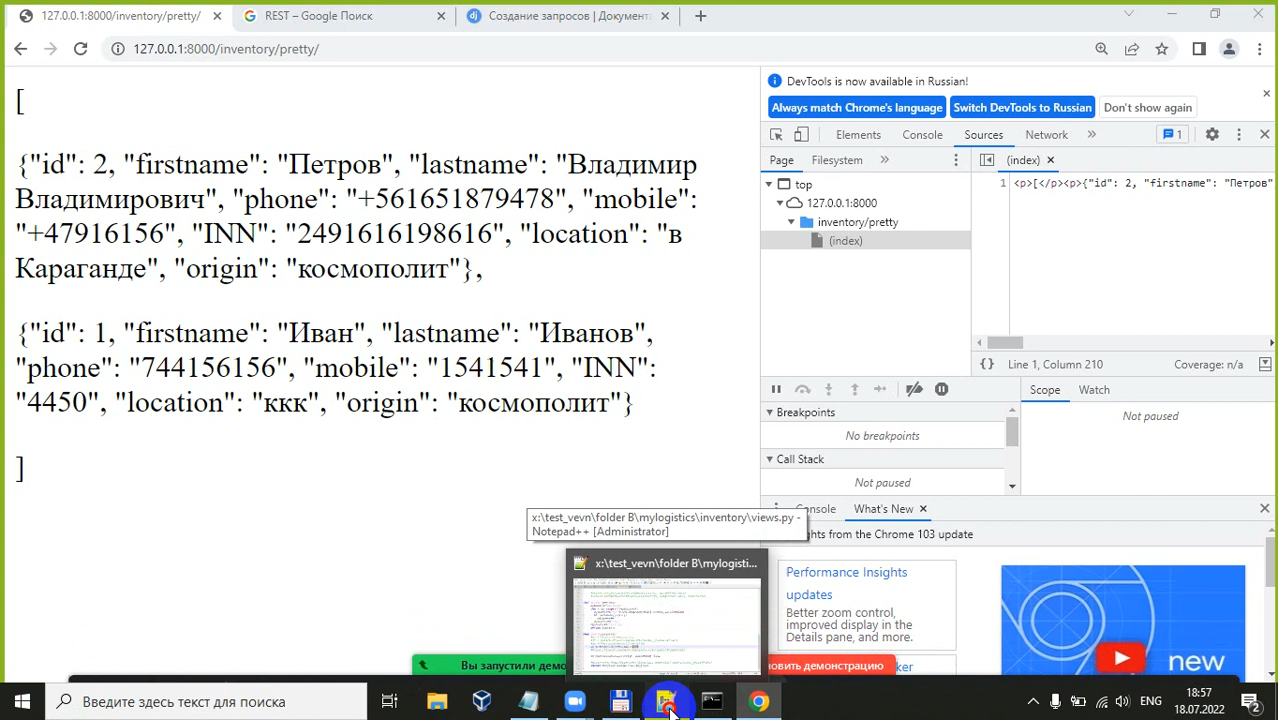 127.0.0.1:8000/inventory/pretty/
REST – Google Поиск
Создание запросов | Документ
127.0.0.1:8000/inventory/pretty/
[
{"id": 2, "firstname": "Петров", "lastname": "Владимир
Владимирович", "phone": "+561651879478", "mobile":
"+47916156", "INN": "2491616198616", "location": "в
Караганде", "origin": "космополит"},
{"id": 1, "firstname": "Иван", "lastname": "Иванов",
"phone": "744156156", "mobile": "1541541", "INN":
"4450", "location": "ккк", "origin": "космополит"}
]
DevTools is now available in Russian!
Always match Chrome's language
Switch DevTools to Russian
Don't show again
Elements
Console
Sources
Network
1
Page
Filesystem
(index)
top
127.0.0.1:8000
inventory/pretty
(index)
1 <p>[</p><p>{"id": 2, "firstname": "Петров"
{} Line 1, Column 210
Coverage: n/a
Breakpoints
No breakpoints
Call Stack
Not paused
Scope
Watch
Not paused
Console
What's New
hts from the Chrome 103 update
Performance Insights
updates
Better zoom control,
improved display in the
Details pane, and more.
new
x:\test_vevn\folder B\mylogistics\inventory\views.py -
Notepad++ [Administrator]
x:\test_vevn\folder B\mylogisti...
Вы запустили демо
новить демонстрацию
Введите здесь текст для поиска
ENG
18:57
18.07.2022
2